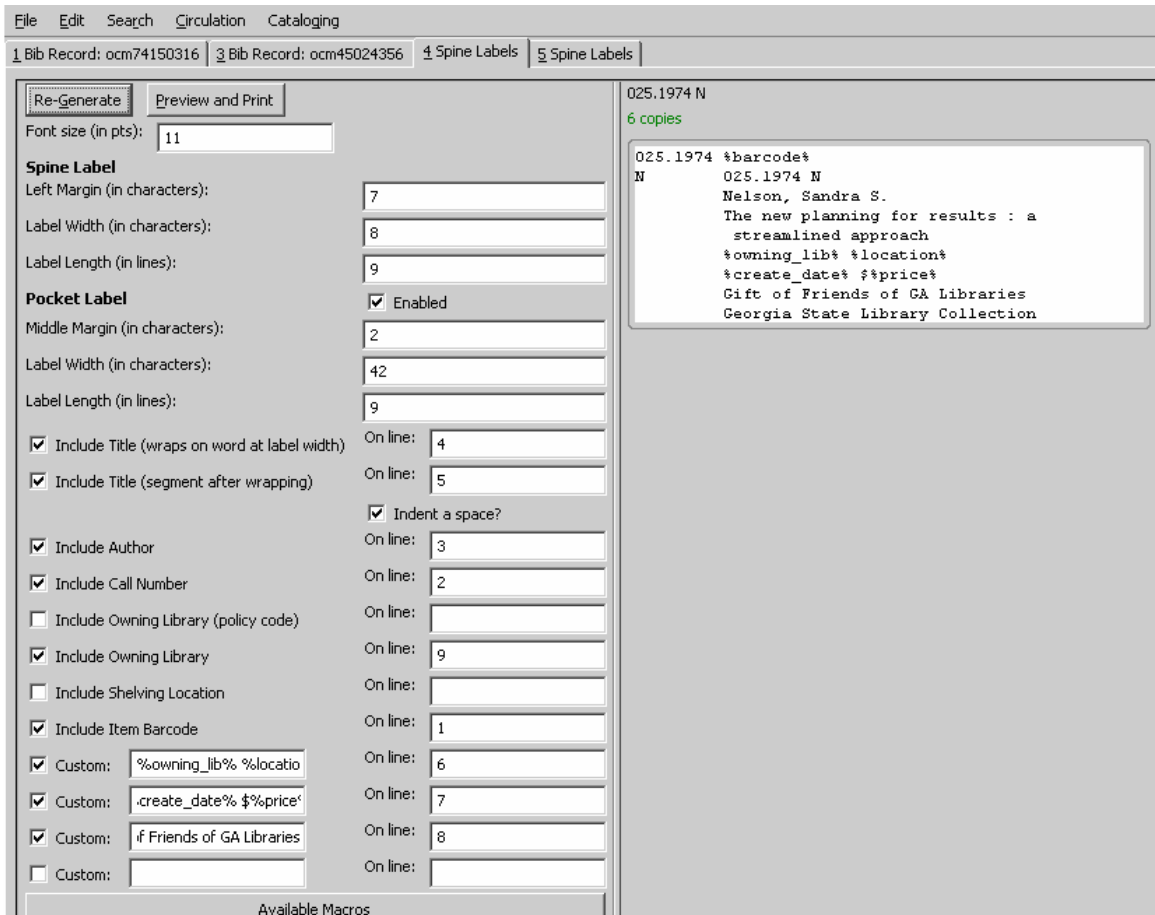 File Edit Search Circulation Cataloging
1 Bib Record: ocm74150316 3 Bib Record: ocm45024356 4 Spine Labels 5 Spine Labels
Re-Generate Preview and Print
Font size (in pts): 11
Spine Label
Left Margin (in characters): 7
Label Width (in characters): 8
Label Length (in lines): 9
Pocket Label Enabled
Middle Margin (in characters): 2
Label Width (in characters): 42
Label Length (in lines): 9
Include Title (wraps on word at label width) On line: 4
Include Title (segment after wrapping) On line: 5
Indent a space?
Include Author On line: 3
Include Call Number On line: 2
Include Owning Library (policy code) On line:
Include Owning Library On line: 9
Include Shelving Location On line:
Include Item Barcode On line: 1
Custom: %owning_lib% %locatio On line: 6
Custom: create_date% $%price% On line: 7
Custom: f Friends of GA Libraries On line: 8
Custom: On line:
Available Macros
025.1974 N
6 copies
025.1974 %barcode%
N 025.1974 N
Nelson, Sandra S.
The new planning for results : a
streamlined approach
%owning_lib% %location%
%create_date% $%price%
Gift of Friends of GA Libraries
Georgia State Library Collection